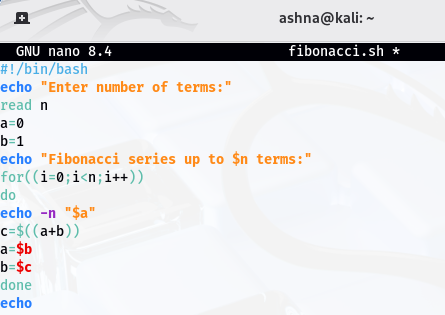 ashna@kali: ~
GNU nano 8.4 fibonacci.sh *
#!/bin/bash
echo "Enter number of terms:"
read n
a=0
b=1
echo "Fibonacci series up to $n terms:"
for((i=0;i<n;i++))
do
echo -n "$a"
c=$((a+b))
a=$b
b=$c
done
echo